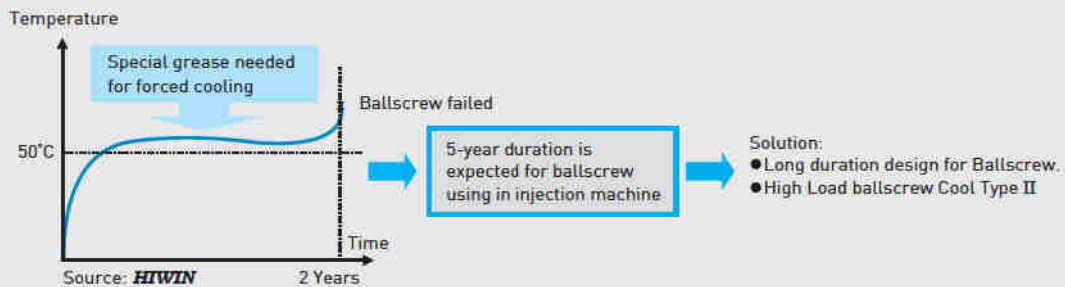 Temperature
Special grease needed
for forced cooling
Ballscrew failed
50°C
Time
Source: HIWIN
2 Years
5-year duration is
expected for ballscrew
using in injection machine
Solution:
●Long duration design for Ballscrew.
●High Load ballscrew Cool Type II